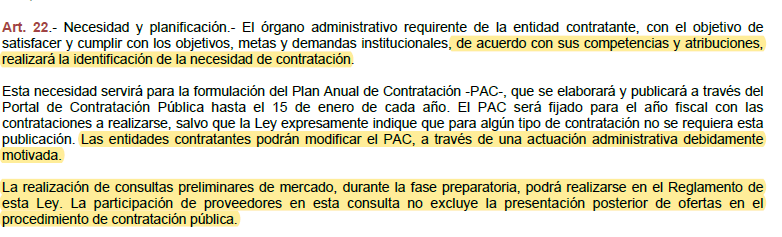 Art. 22.- Necesidad y planificación.- El órgano administrativo requirente de la entidad contratante, con el objetivo de
satisfacer y cumplir con los objetivos, metas y demandas institucionales, de acuerdo con sus competencias y atribuciones,
realizará la identificación de la necesidad de contratación.
Esta necesidad servirá para la formulación del Plan Anual de Contratación -PAC-, que se elaborará y publicará a través del
Portal de Contratación Pública hasta el 15 de enero de cada año. El PAC será fijado para el año fiscal con las
contrataciones a realizarse, salvo que la Ley expresamente indique que para algún tipo de contratación no se requiera esta
publicación. Las entidades contratantes podrán modificar el PAC, a través de una actuación administrativa debidamente
motivada.
La realización de consultas preliminares de mercado, durante la fase preparatoria, podrá realizarse en el Reglamento de
esta Ley. La participación de proveedores en esta consulta no excluye la presentación posterior de ofertas en el
procedimiento de contratación pública.